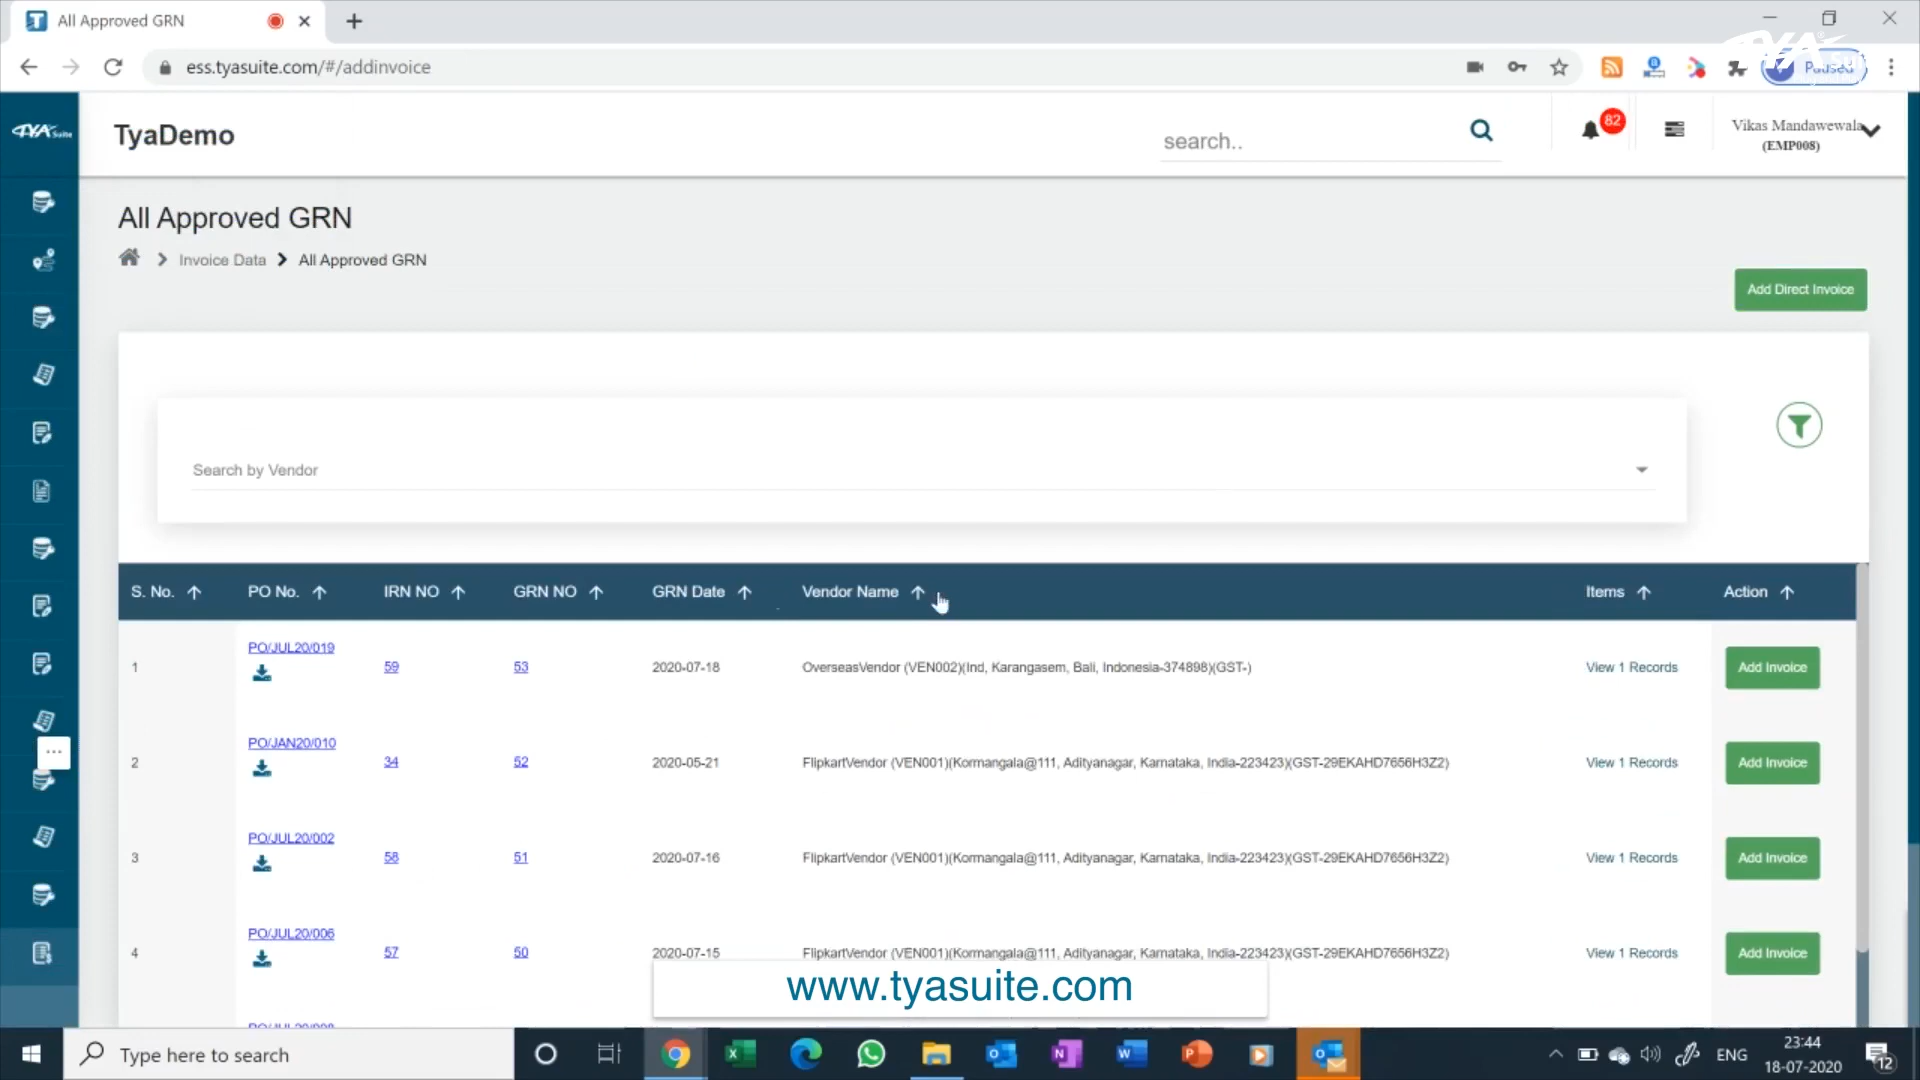 All Approved GRN
ess.tyasuite.com/#/addinvoice
Paused
TYA Suite
TyaDemo
search..
82
Vikas Mandawewala
(EMP008)
All Approved GRN
Invoice Data All Approved GRN
Add Direct Invoice
Search by Vendor
S. No. PO No. IRN NO GRN NO GRN Date Vendor Name Items Action
1 PO/JUL20/019 59 53 2020-07-18 OverseasVendor (VEN002)(Ind, Karangasem, Bali, Indonesia-374898)(GST-) View 1 Records Add Invoice
2 PO/JAN20/010 34 52 2020-05-21 FlipkartVendor (VEN001)(Kormangala@111, Adityanagar, Karnataka, India-223423)(GST-29EKAHD7656H3Z2) View 1 Records Add Invoice
3 PO/JUL20/002 58 51 2020-07-16 FlipkartVendor (VEN001)(Kormangala@111, Adityanagar, Karnataka, India-223423)(GST-29EKAHD7656H3Z2) View 1 Records Add Invoice
4 PO/JUL20/006 57 50 2020-07-15 FlipkartVendor (VEN001)(Kormangala@111, Adityanagar, Karnataka, India-223423)(GST-29EKAHD7656H3Z2) View 1 Records Add Invoice
www.tyasuite.com
Type here to search
ENG
23:44
18-07-2020
12